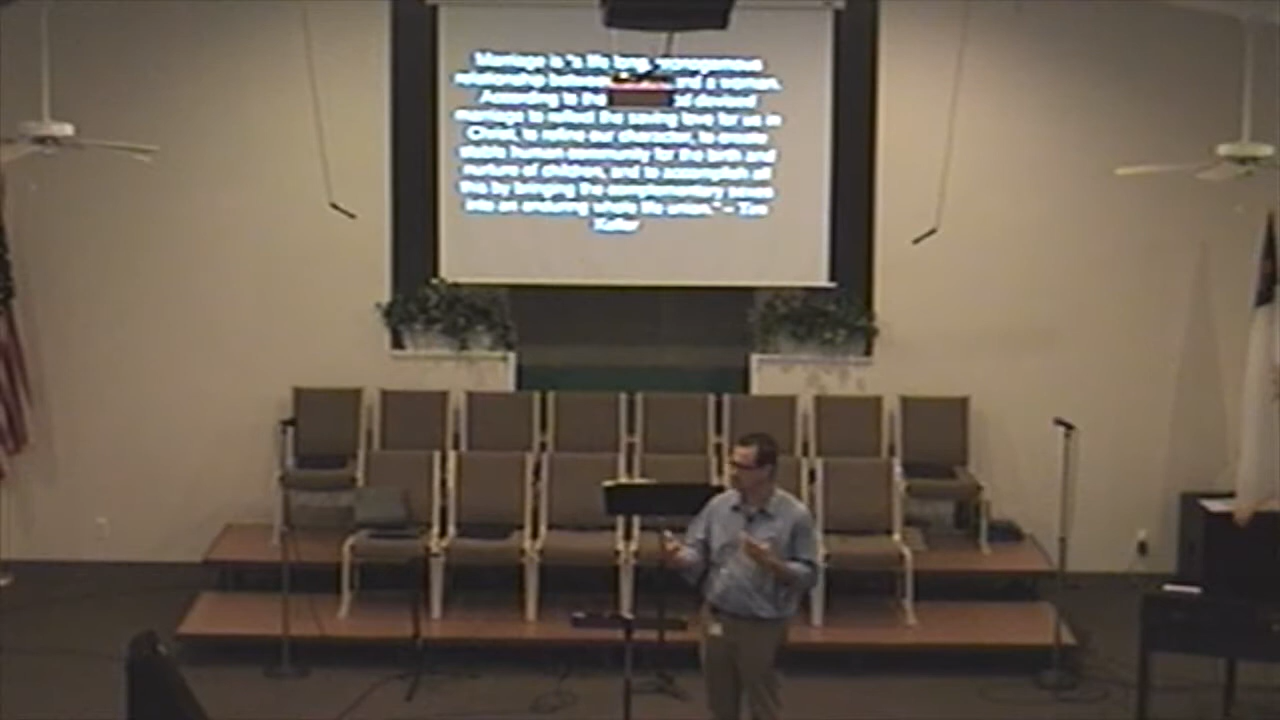 Marriage is "a life long, monogamous
relationship between and a woman.
According to the devised
marriage to reflect the saving love for us in
Christ, to refine our character, to create
stable human community for the birth and
nurture of children, and to accomplish all
this by bringing the complementary sexes
into an enduring whole life union." – Tim
Keller